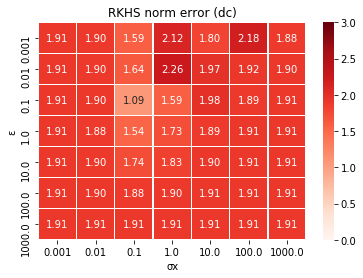 RKHS norm error (dc)
0.001 1.91 1.90 1.59 2.12 1.80 2.18 1.88
0.01 1.91 1.90 1.64 2.26 1.97 1.92 1.90
0.1 1.91 1.90 1.09 1.59 1.98 1.89 1.91
1.0 1.91 1.88 1.54 1.73 1.89 1.91 1.91
10.0 1.91 1.90 1.74 1.83 1.90 1.91 1.91
100.0 1.91 1.90 1.88 1.90 1.91 1.91 1.91
1000.0 1.91 1.91 1.91 1.91 1.91 1.91 1.91
0.001 0.01 0.1 1.0 10.0 100.0 1000.0
σx
ε
3.0
2.5
2.0
1.5
1.0
0.5
0.0